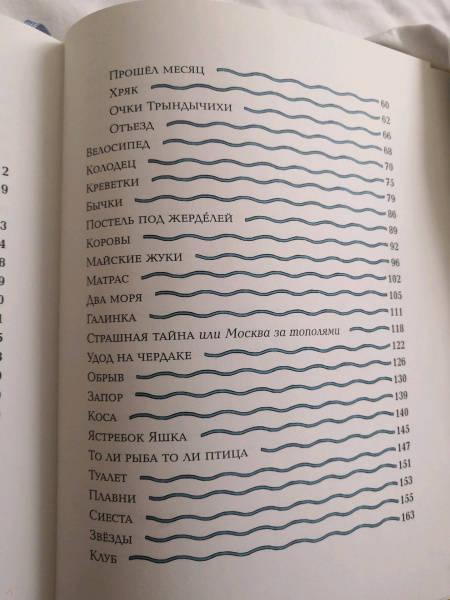 Прошёл месяц 60
Хряк 62
Очки Трындычихи 66
Отъезд 68
Велосипед 70
Колодец 75
Креветки 79
Бычки 86
Постель под жерде́лей 89
Коровы 92
Майские жуки 96
Матрас 102
Два моря 105
Галинка 111
Страшная тайна или Москва за тополями 118
Удод на чердаке 122
Обрыв 126
Запор 130
Коса 139
Ястребок Яшка 140
То ли рыба то ли птица 145
Туалет 147
Плавни 151
Сиеста 153
Звёзды 155
Клуб 163